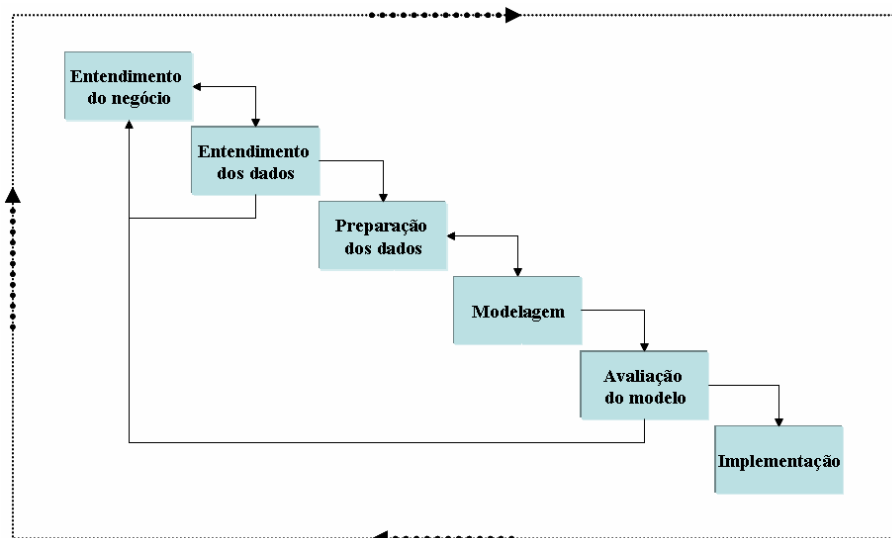 Entendimento
do negócio
Entendimento
dos dados
Preparação
dos dados
Modelagem
Avaliação
do modelo
Implementação